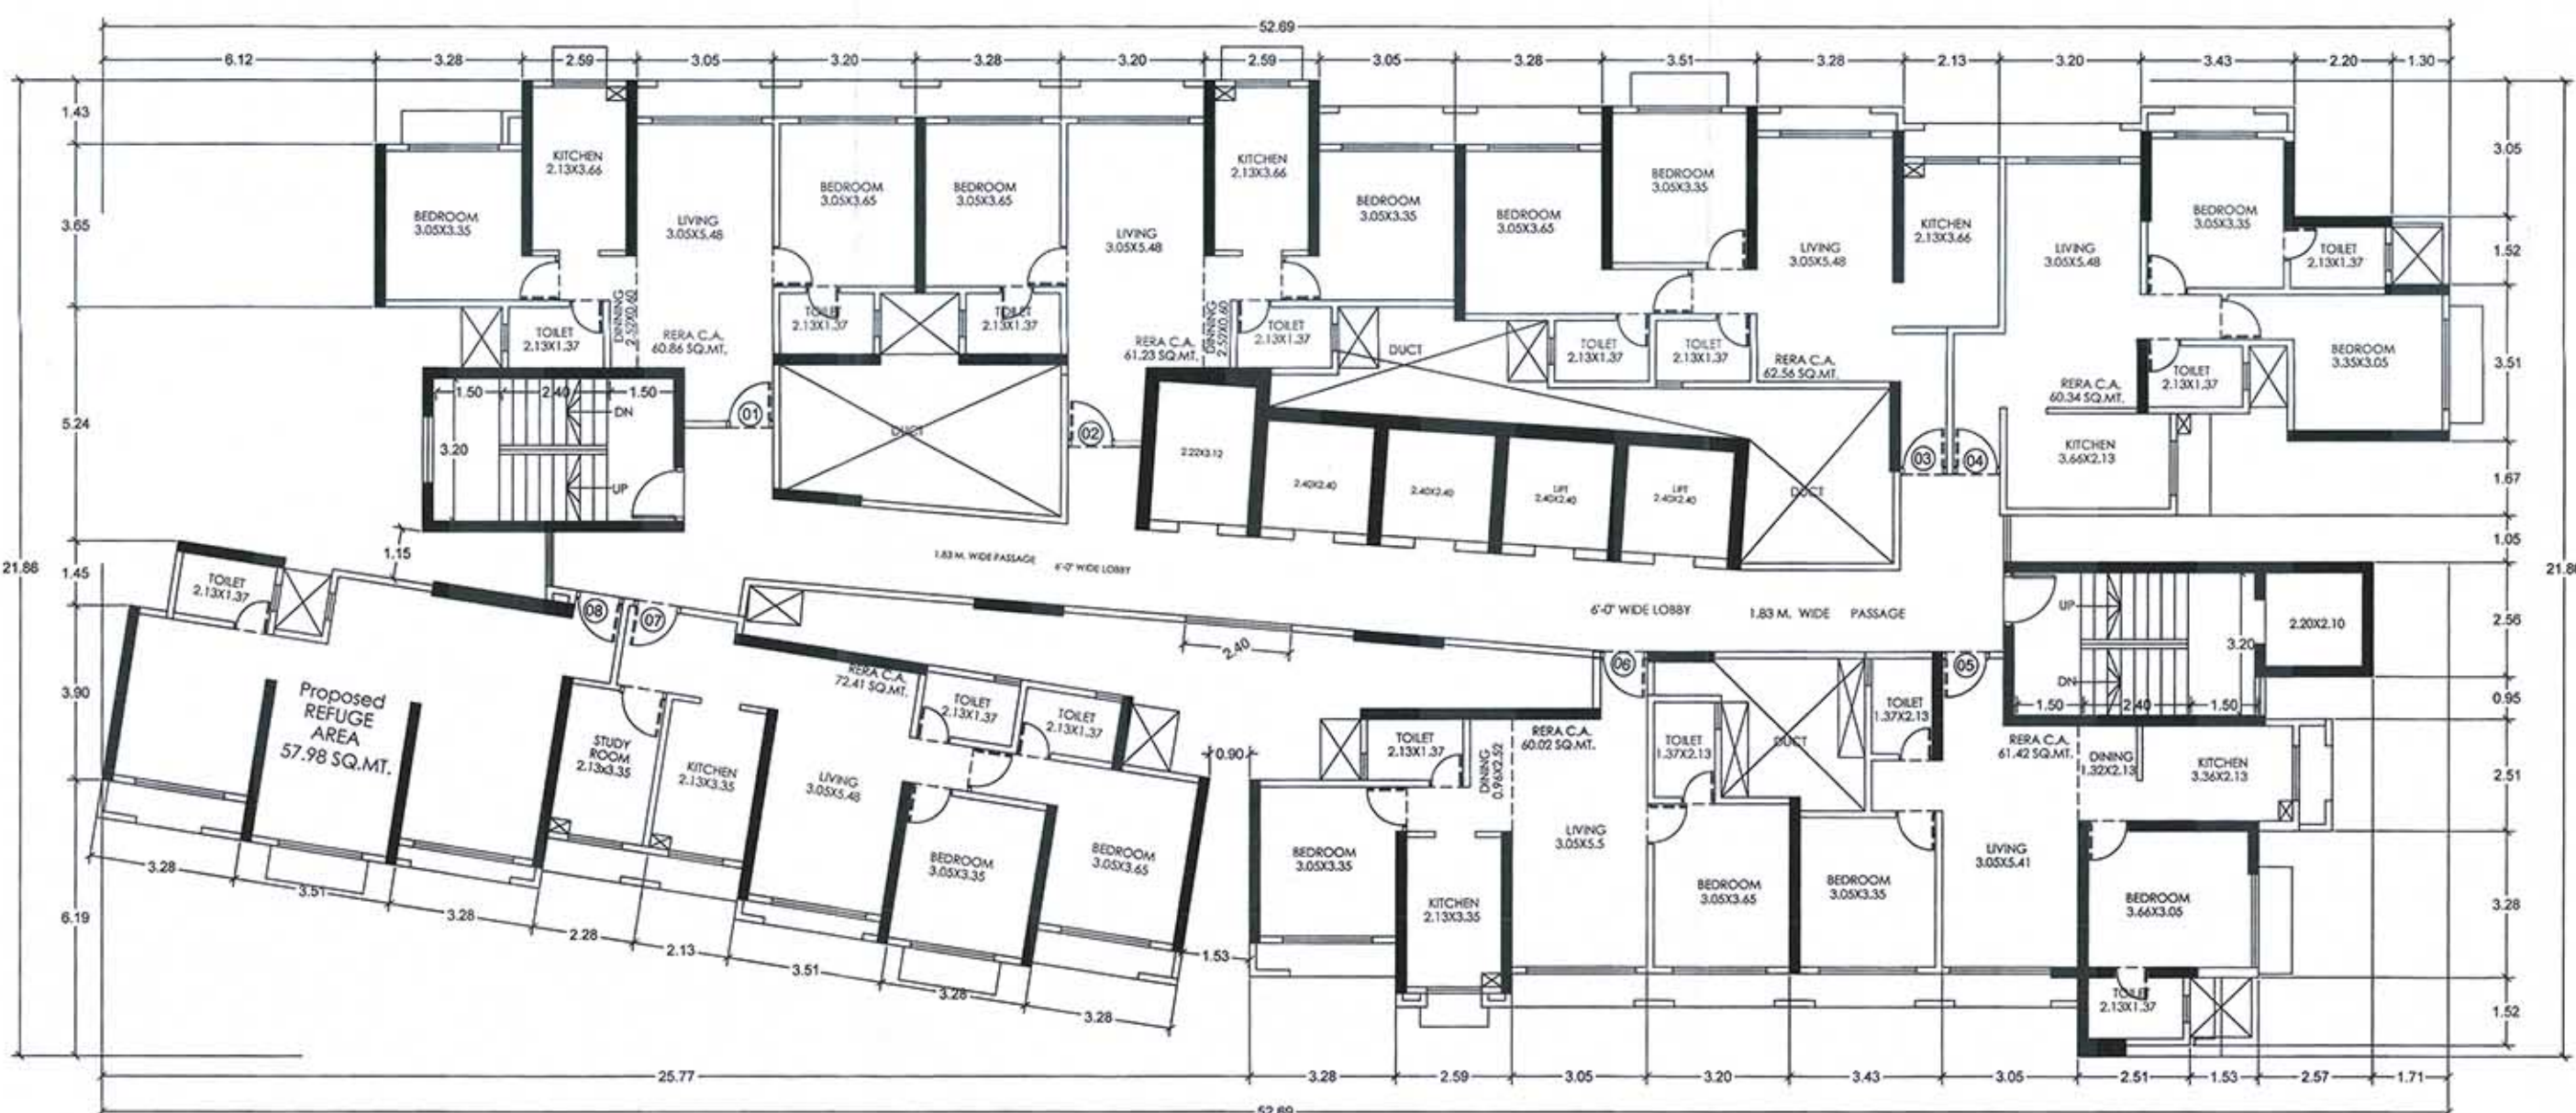 52.69
6.12
3.28
2.59
3.05
3.20
3.28
3.20
2.59
3.05
3.28
3.51
3.28
2.13
3.20
3.43
2.20
1.30
21.86
1.43
3.65
5.24
1.45
3.90
6.19
BEDROOM
3.05X3.35
KITCHEN
2.13X3.66
LIVING
3.05X5.48
BEDROOM
3.05X3.65
TOILET
2.13X1.37
DINNING
2.52X0.60
RERA C.A.
60.86 SQ.MT.
TOILET
2.13X1.37
01
DUCT
BEDROOM
3.05X3.65
LIVING
3.05X5.48
KITCHEN
2.13X3.66
BEDROOM
3.05X3.35
TOILET
2.13X1.37
RERA C.A.
61.23 SQ.MT.
DINNING
2.52X0.60
TOILET
2.13X1.37
02
DUCT
BEDROOM
3.05X3.65
BEDROOM
3.05X3.35
LIVING
3.05X5.48
KITCHEN
2.13X3.66
TOILET
2.13X1.37
TOILET
2.13X1.37
RERA C.A.
62.56 SQ.MT.
03
LIVING
3.05X5.48
BEDROOM
3.05X3.35
TOILET
2.13X1.37
BEDROOM
3.35X3.05
TOILET
2.13X1.37
RERA C.A.
60.34 SQ.MT.
KITCHEN
3.66X2.13
04
1.50
2.40
1.50
DN
3.20
UP
2.22X3.12
2.40X2.40
2.40X2.40
LIFT
2.40X2.40
LIFT
2.40X2.40
DUCT
1.83 M. WIDE PASSAGE
6'-0" WIDE LOBBY
6'-0" WIDE LOBBY
1.83 M. WIDE PASSAGE
2.40
1.15
TOILET
2.13X1.37
08
07
Proposed
REFUGE
AREA
57.98 SQ.MT.
STUDY
ROOM
2.13x3.35
KITCHEN
2.13X3.35
LIVING
3.05X5.48
RERA C.A.
72.41 SQ.MT.
TOILET
2.13X1.37
TOILET
2.13X1.37
BEDROOM
3.05X3.35
BEDROOM
3.05X3.65
3.28
3.51
3.28
2.28
2.13
3.51
3.28
3.28
0.90
1.53
BEDROOM
3.05X3.35
TOILET
2.13X1.37
DINING
0.96X2.52
KITCHEN
2.13X3.35
RERA C.A.
60.02 SQ.MT.
LIVING
3.05X5.5
06
TOILET
1.37X2.13
BEDROOM
3.05X3.65
DUCT
TOILET
1.37X2.13
05
BEDROOM
3.05X3.35
RERA C.A.
61.42 SQ.MT.
LIVING
3.05X5.41
DINING
1.32X2.13
KITCHEN
3.36X2.13
BEDROOM
3.66X3.05
TOILET
2.13X1.37
UP
DN
3.20
1.50
2.40
1.50
2.20X2.10
3.05
1.52
3.51
1.67
1.05
2.56
0.95
2.51
3.28
1.52
25.77
3.28
2.59
3.05
3.20
3.43
3.05
2.51
1.53
2.57
1.71
52.69